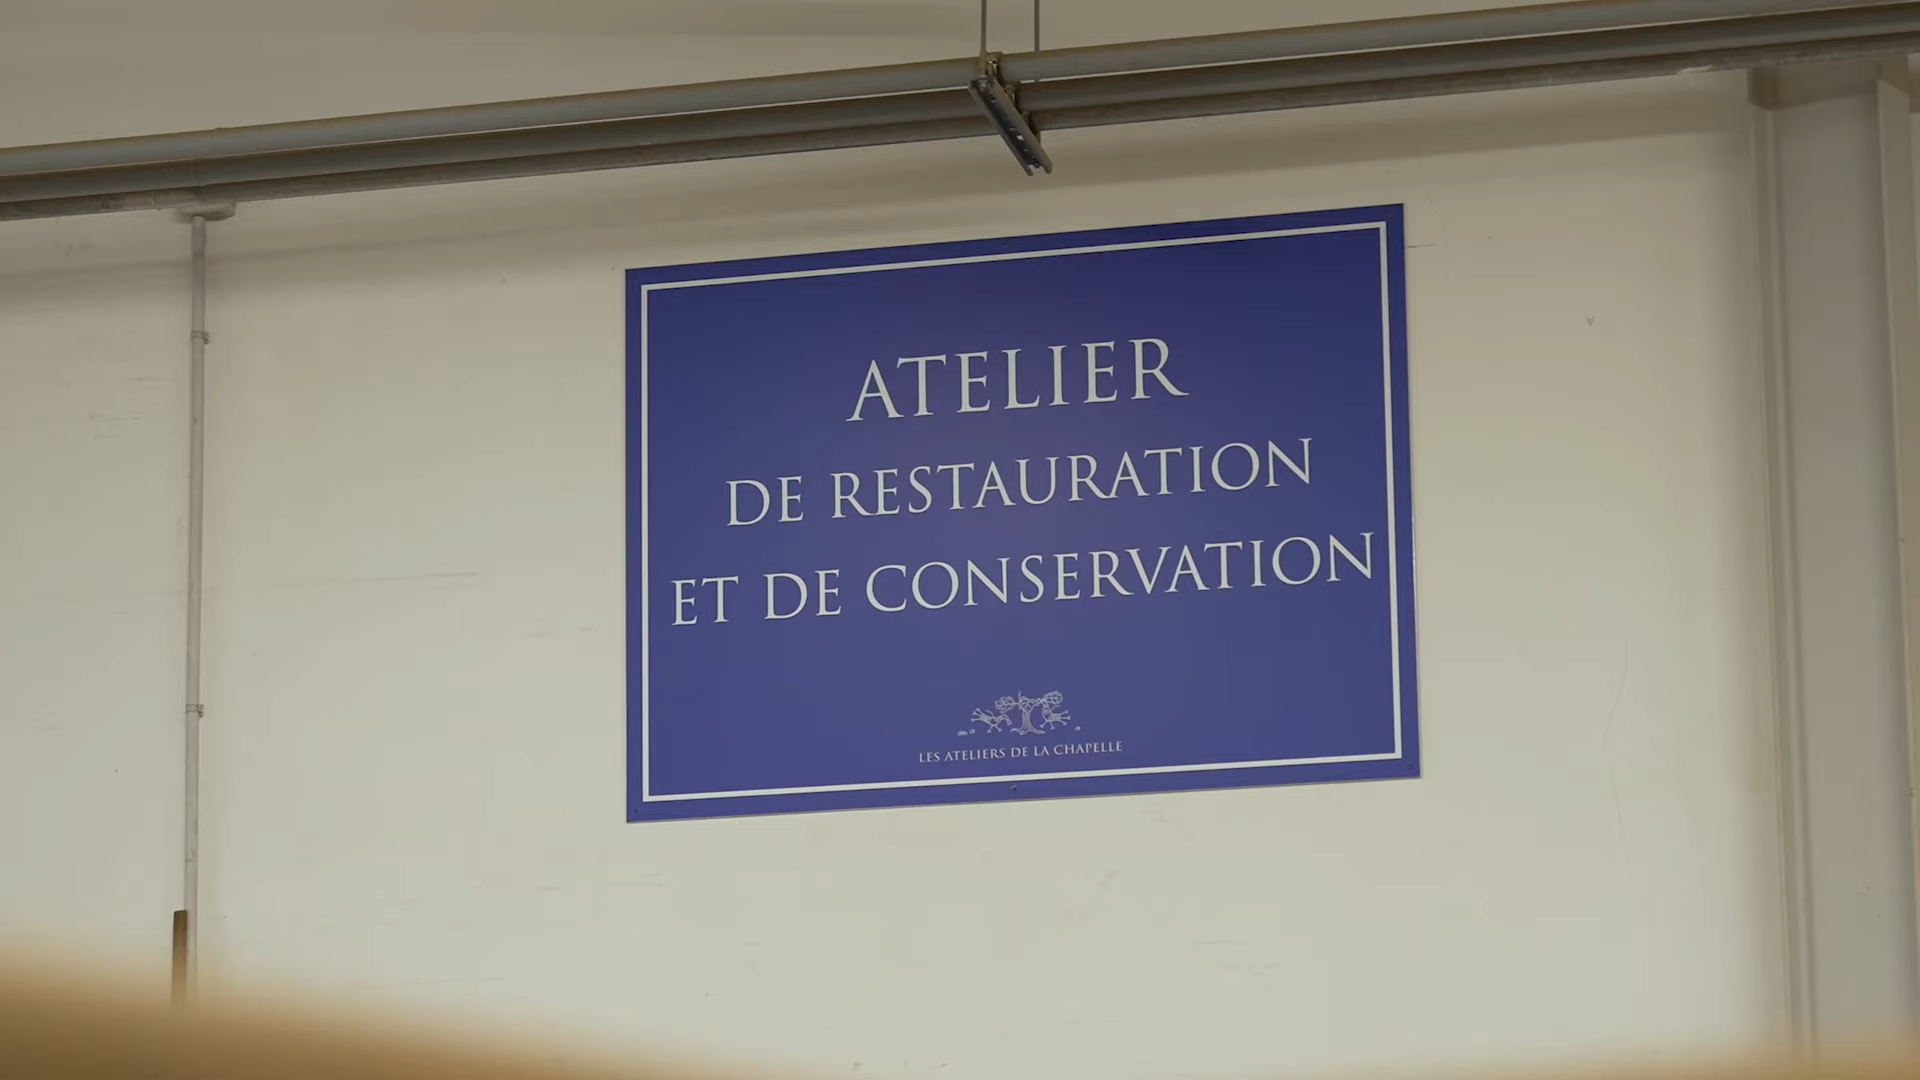 ATELIER
DE RESTAURATION
ET DE CONSERVATION
LES ATELIERS DE LA CHAPELLE